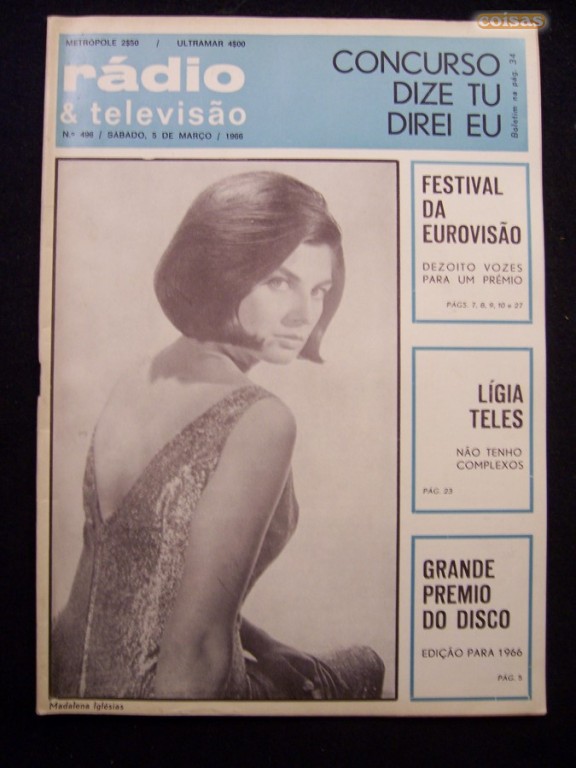 coisas
METRÓPOLE 2$50 / ULTRAMAR 4$00
rádio
& televisão
N.º 496 / SÁBADO, 5 DE MARÇO / 1966
CONCURSO
DIZE TU
DIREI EU
Boletim na pág. 34
FESTIVAL
DA
EUROVISÃO
DEZOITO VOZES
PARA UM PRÉMIO
PÁGS. 7, 8, 9, 10 e 27
LÍGIA
TELES
NÃO TENHO
COMPLEXOS
PÁG. 23
GRANDE
PREMIO
DO DISCO
EDIÇÃO PARA 1966
PÁG. 5
Madalena Iglésias